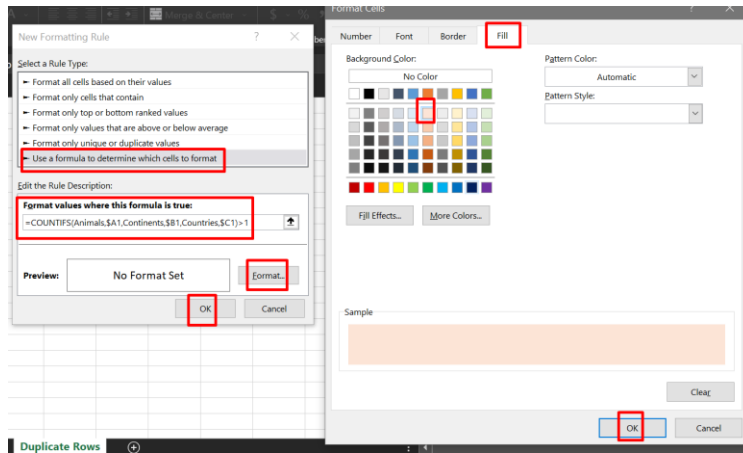 Merge & Center
$ - %
New Formatting Rule
?
Select a Rule Type:
► Format all cells based on their values
► Format only cells that contain
► Format only top or bottom ranked values
► Format only values that are above or below average
► Format only unique or duplicate values
► Use a formula to determine which cells to format
Edit the Rule Description:
Format values where this formula is true:
=COUNTIFS(Animals,$A1,Continents,$B1,Countries,$C1)>1
Preview:
No Format Set
Format...
OK
Cancel
Duplicate Rows
Format Cells
?
Number
Font
Border
Fill
Background Color:
No Color
Fill Effects...
More Colors...
Pattern Color:
Automatic
Pattern Style:
Sample
Clear
OK
Cancel